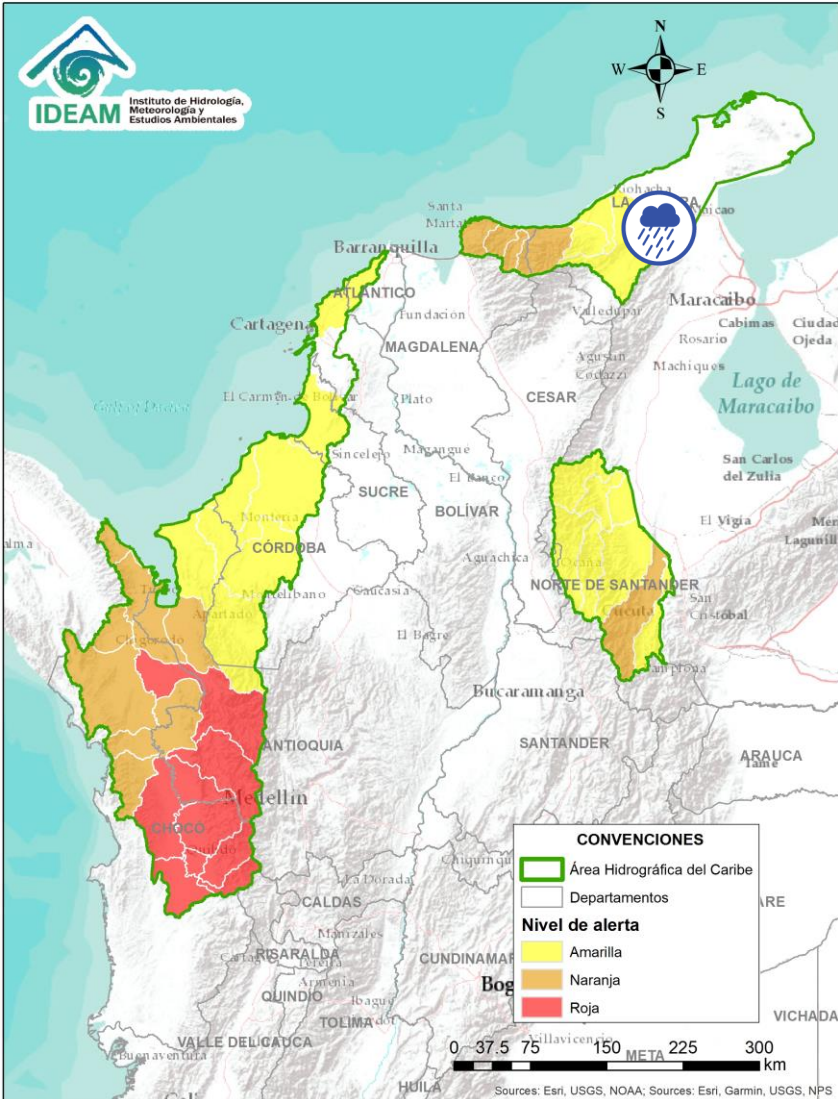 IDEAM
Instituto de Hidrología,
Meteorología y
Estudios Ambientales
N
W
E
S
Santa
Barranquilla
ATLÁNTICO
Cartagena
Fundación
MAGDALENA
Valledupar
Maracaibo
Cabimas
Ciudad
Ojeda
Rosario
Machiques
Agustín
Codazzi
CESAR
Lago de
Maracaibo
El Carmen de Bolívar
Plato
Sincelejo
Magangué
El Banco
SUCRE
BOLÍVAR
San Carlos
del Zulia
El Vigía
Montería
CÓRDOBA
Aguachica
Ocaña
NORTE DE SANTANDER
Cúcuta
San
Cristóbal
Montelibano
Caucasia
Apartadó
El Bagre
Bucaramanga
SANTANDER
ARAUCA
Tame
ANTIOQUIA
Medellín
CHOCÓ
La Dorada
CALDAS
Manizales
RISARALDA
Armenia
QUINDÍO
Ibagué
TOLIMA
VALLE DEL CAUCA
Buenaventura
HUILA
META
VICHADA
CONVENCIONES
Área Hidrográfica del Caribe
Departamentos
Nivel de alerta
Amarilla
Naranja
Roja
0 37.5 75 150 225 300
km
Sources: Esri, USGS, NOAA; Sources: Esri, Garmin, USGS, NPS